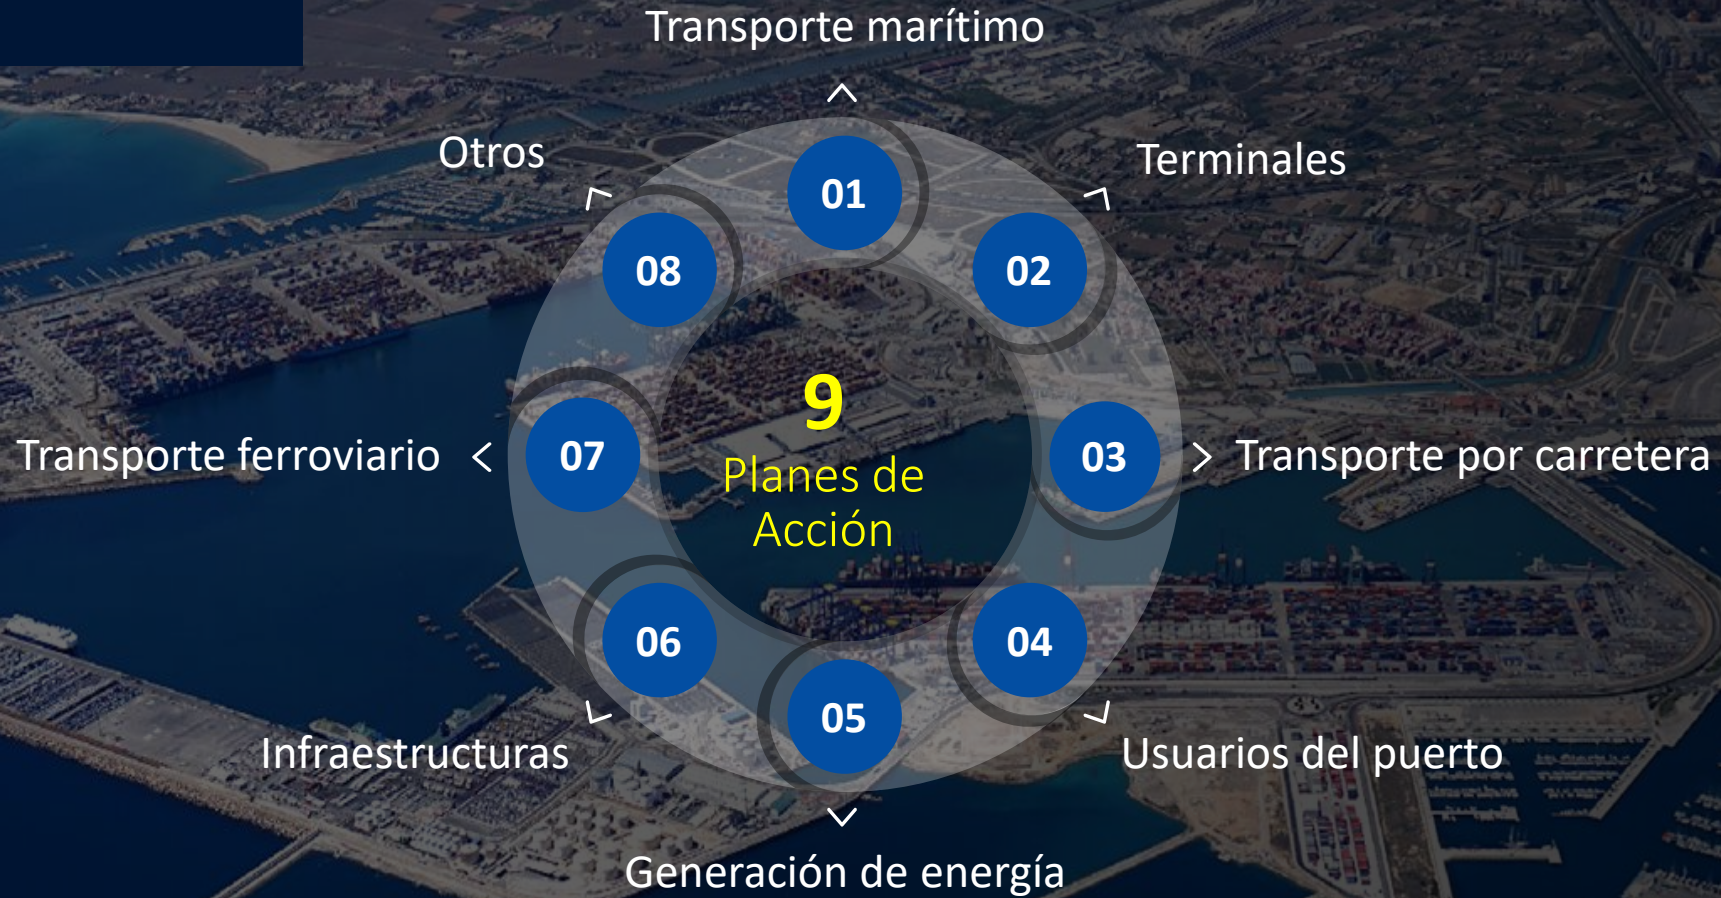 Transporte marítimo
Otros
Terminales
01
08
02
9
Planes de
Acción
Transporte ferroviario
07
03
Transporte por carretera
06
04
05
Infraestructuras
Usuarios del puerto
Generación de energía